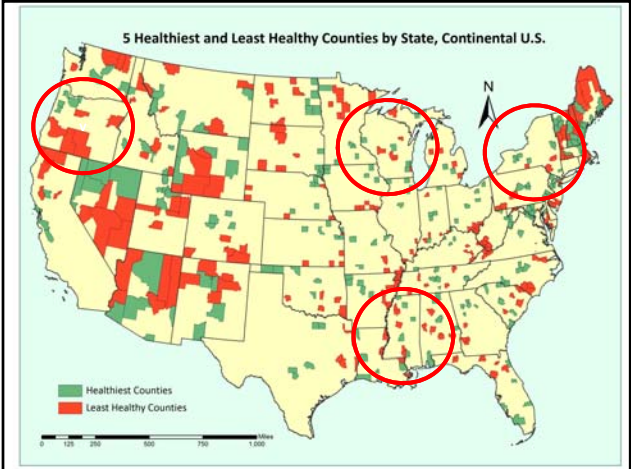 5 Healthiest and Least Healthy Counties by State, Continental U.S.
N
Healthiest Counties
Least Healthy Counties
Miles
0 125 250 500 750 1,000